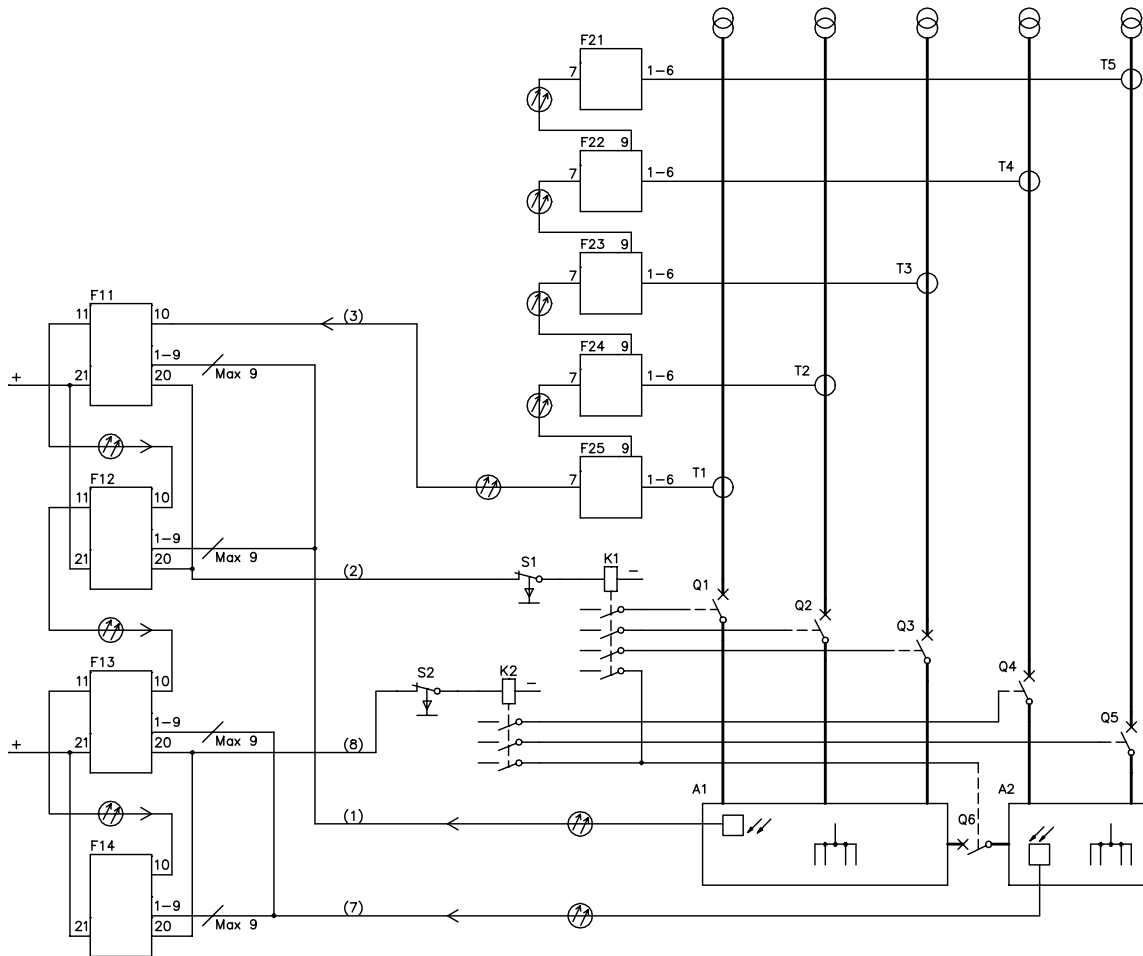 F21
7 1-6
T5
F22 9
7 1-6
T4
F23 9
7 1-6
T3
F11
11 10
(3)
1-9
Max 9
+ 21 20
F24 9
7 1-6
T2
F25 9
7 1-6
T1
F12
11 10
1-9
Max 9
21 20
(2)
S1
K1
-
Q1
Q2
Q3
F13
11 10
1-9
Max 9
+ 21 20
(8)
S2
K2
-
Q4
Q5
A1
Q6
A2
(1)
F14
10
1-9
Max 9
21 20
(7)